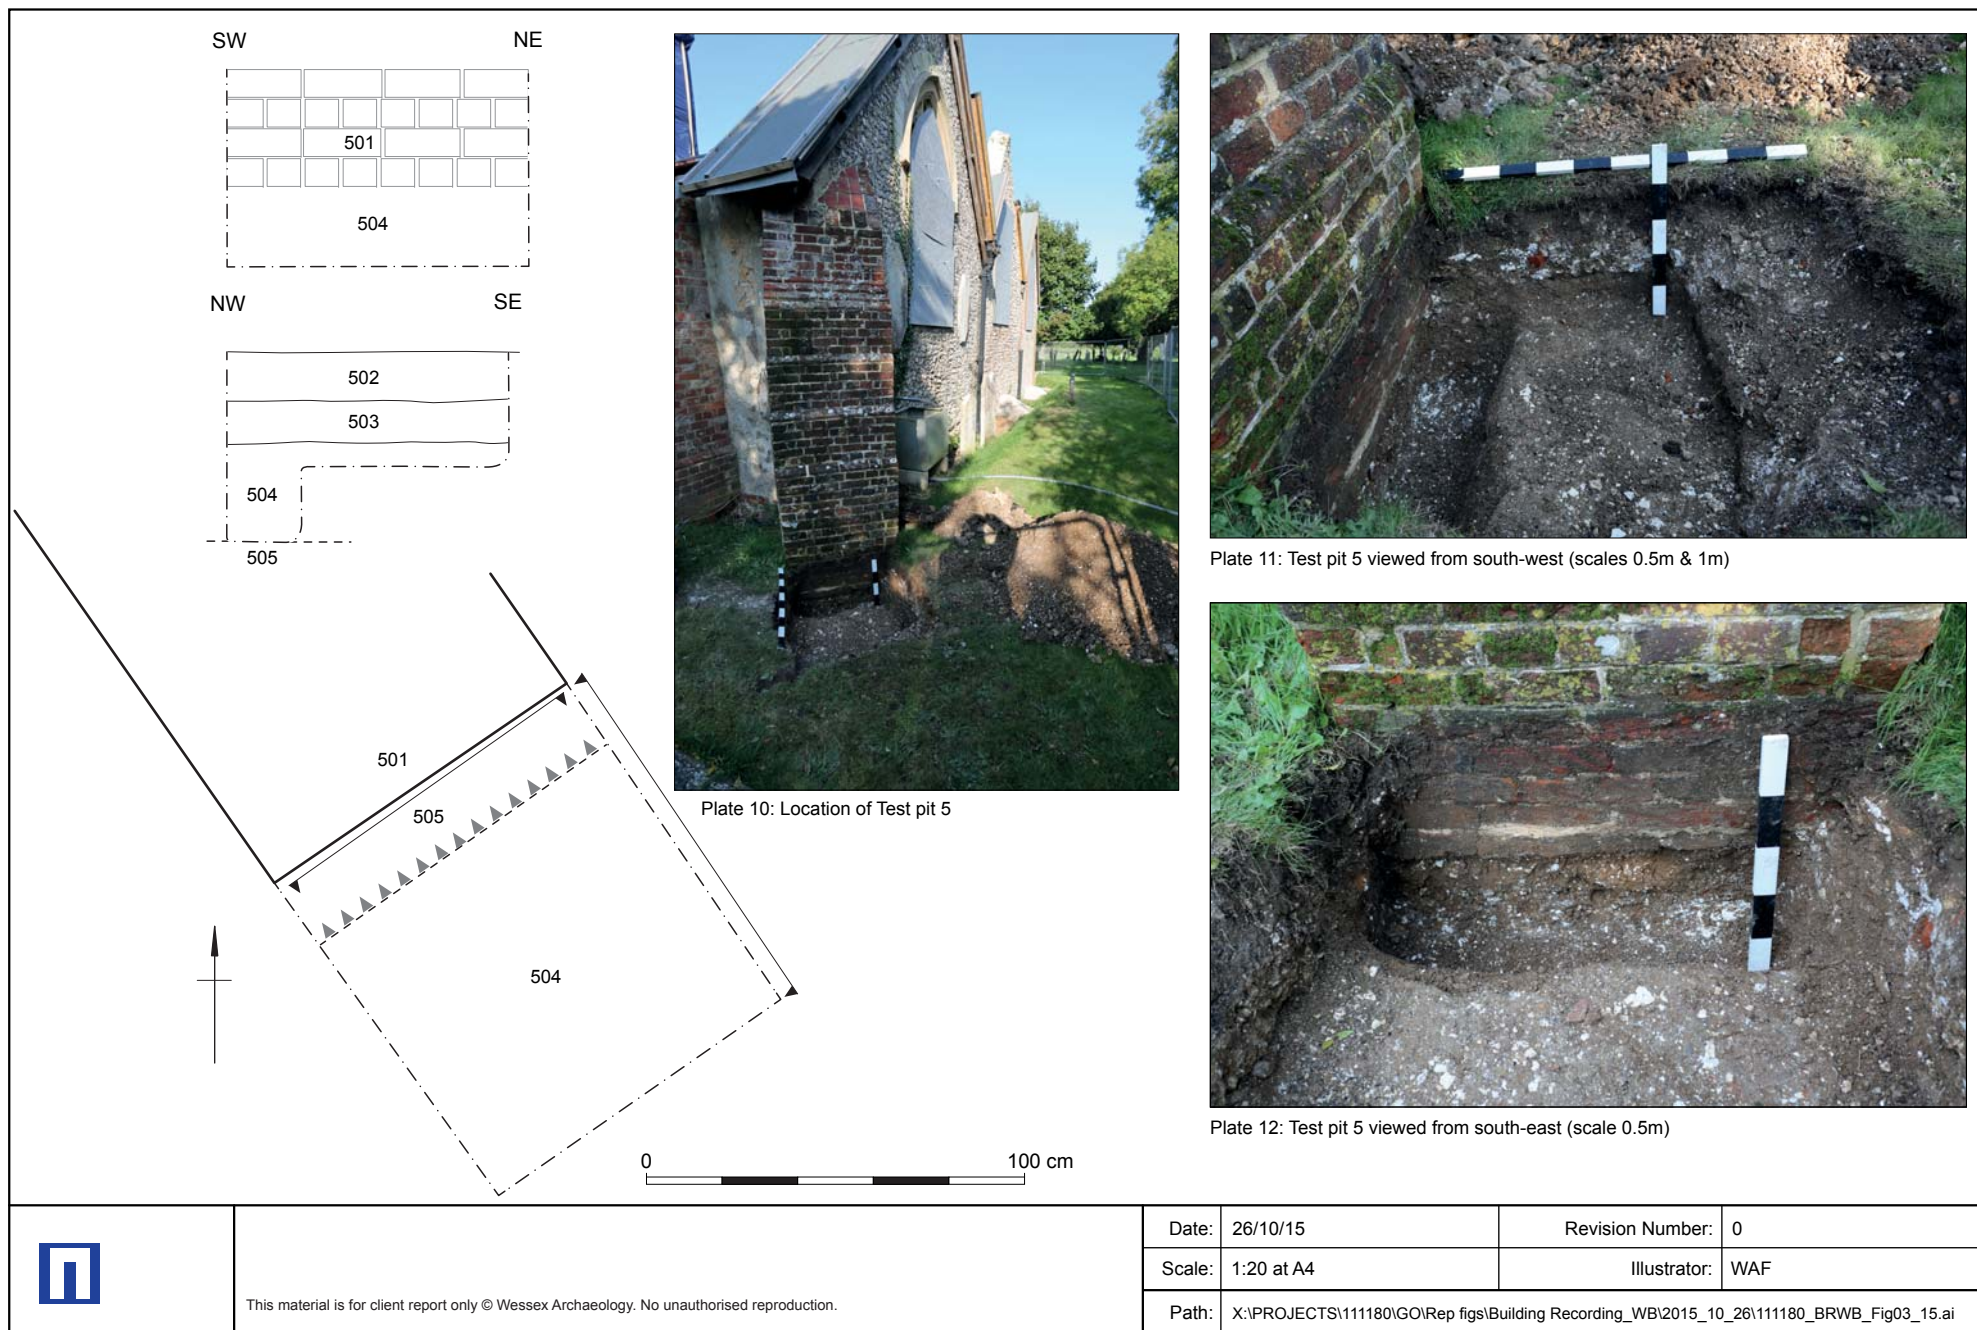 SW NE
501
504
NW SE
502
503
504
505
501
505
504
0 100 cm
Plate 10: Location of Test pit 5
Plate 11: Test pit 5 viewed from south-west (scales 0.5m & 1m)
Plate 12: Test pit 5 viewed from south-east (scale 0.5m)
This material is for client report only © Wessex Archaeology. No unauthorised reproduction.
Date: 26/10/15 Revision Number: 0
Scale: 1:20 at A4 Illustrator: WAF
Path: X:\PROJECTS\111180\GO\Rep figs\Building Recording_WB\2015_10_26\111180_BRWB_Fig03_15.ai